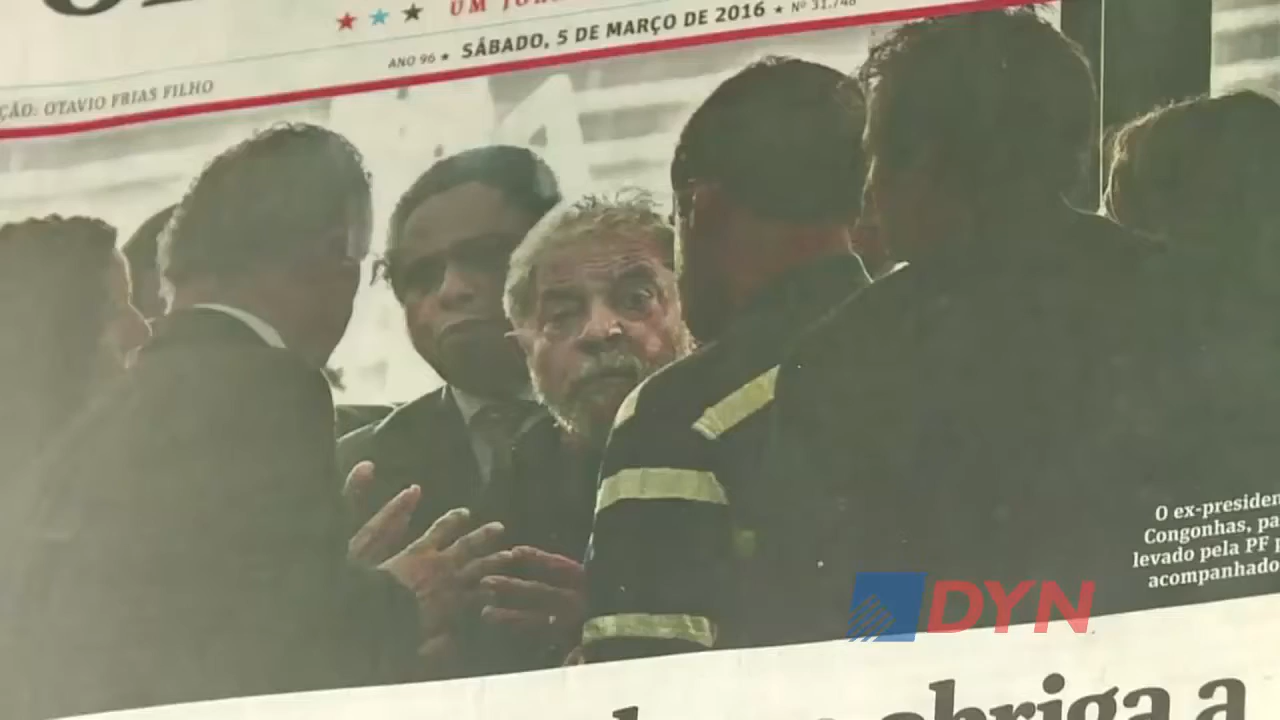 UM
ANO 96 ★ SÁBADO, 5 DE MARÇO DE 2016 ★ Nº 31.748
ÇÃO: OTAVIO FRIAS FILHO
O ex-presiden
Congonhas, pa
levado pela PF p
acompanhado
DYN
abriga a